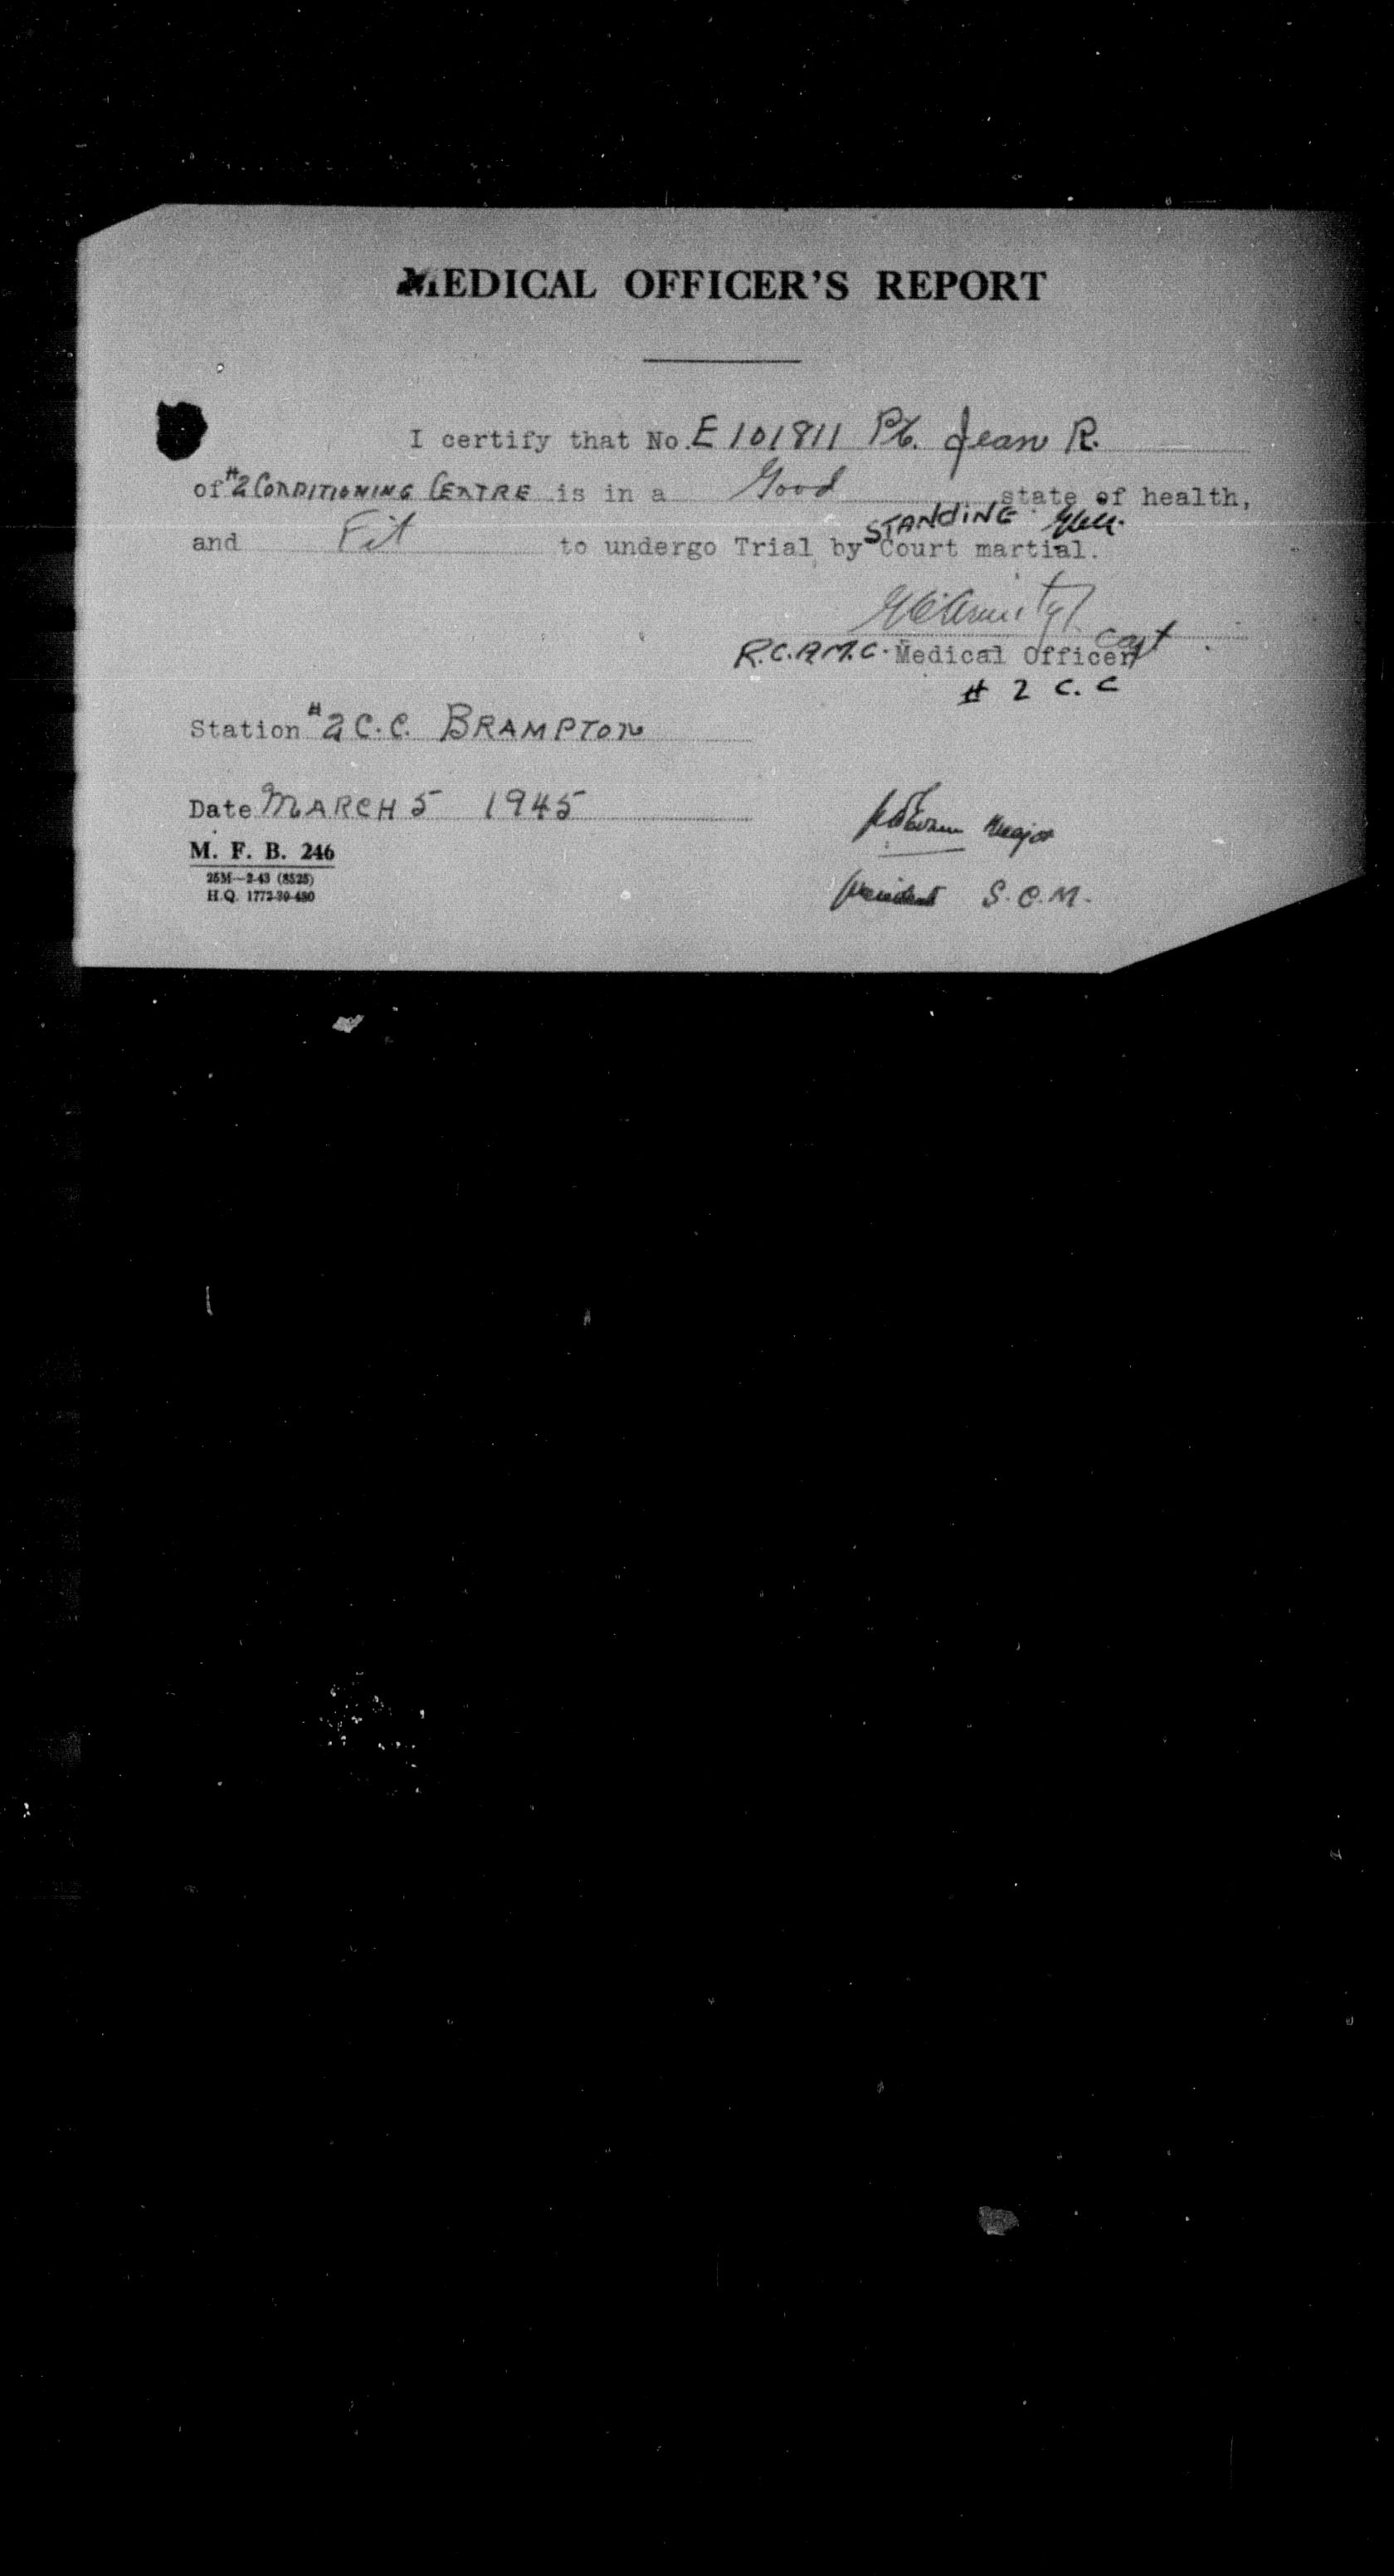 MEDICAL OFFICER'S REPORT
I certify that No. E 101811 Pte. Jean R.
of #2 CONDITIONING CENTRE is in a Good state of health,
STANDING
and Fit to undergo Trial by Court martial.
Capt
R.C.A.M.C. Medical Officer
# 2 C. C
Station #2 C.C. BRAMPTON
Date MARCH 5 1945
Major
M. F. B. 246
25M—2-43 (8525)
H.Q. 1772-39-480
President S.C.M.